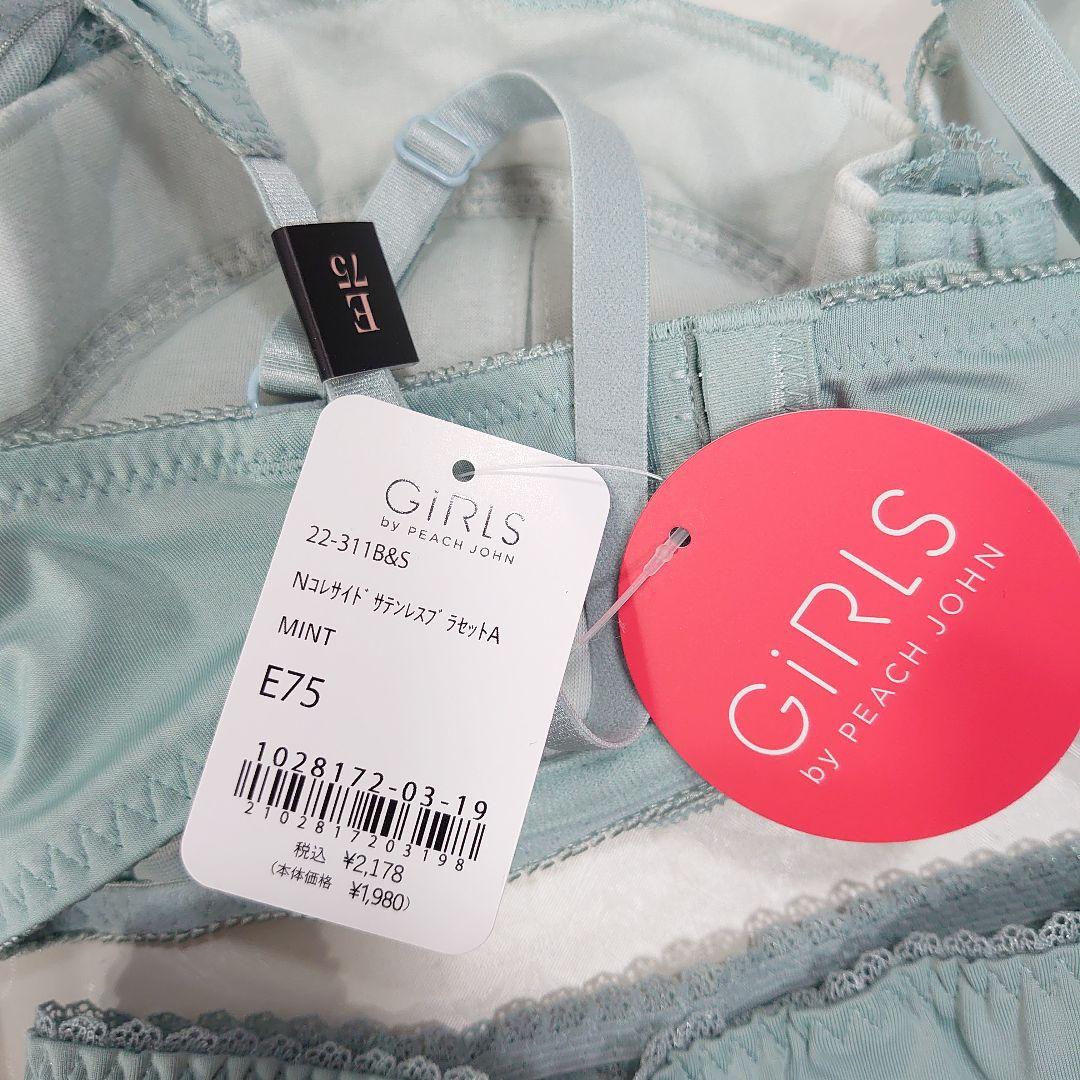 E
75
GiRLS
by PEACH JOHN
22-311B&S
NｺﾚｻｲﾄﾞｻﾃﾝﾚｽﾌﾞﾗｾｯﾄA
MINT
E75
1028172-03-19
2102817203198
税込 ¥2,178
(本体価格 ¥1,980)
GiRLS
by PEACH JOHN